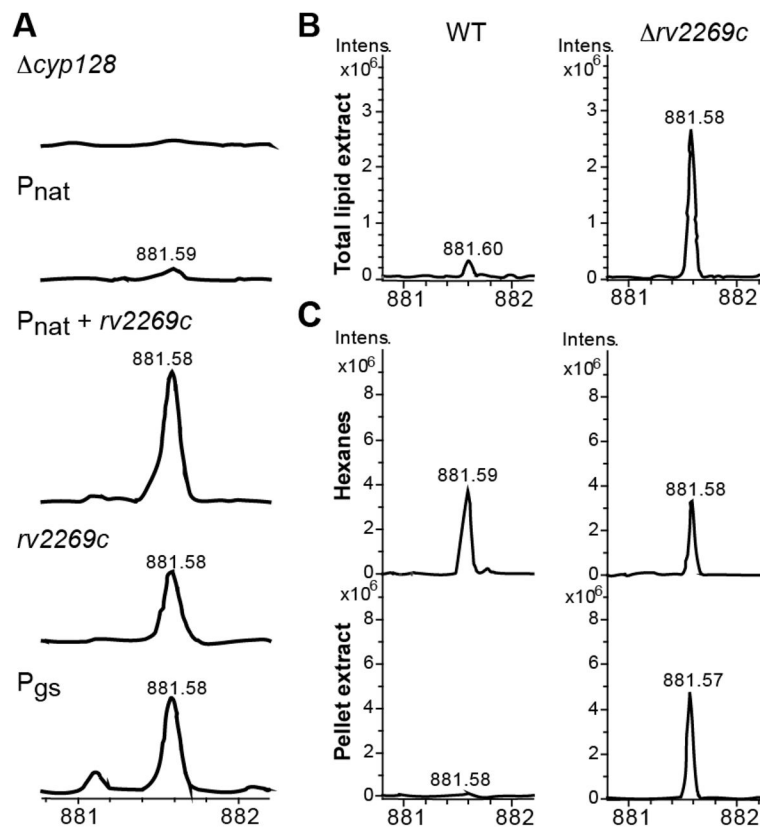 A
Δcyp128
Pnat
881.59
Pnat + rv2269c
881.58
rv2269c
881.58
Pgs
881.58
881 882
B
WT Δrv2269c
Intens. Intens.
x10⁶ x10⁶
Total lipid extract
3 3
2 2
1 1
0 0
881.60 881.58
881 882 881 882
C
Intens. Intens.
x10⁶ x10⁶
Hexanes
8 8
6 6
4 4
2 2
0 0
881.59 881.58
x10⁶ x10⁶
Pellet extract
8 8
6 6
4 4
2 2
0 0
881.58 881.57
881 882 881 882